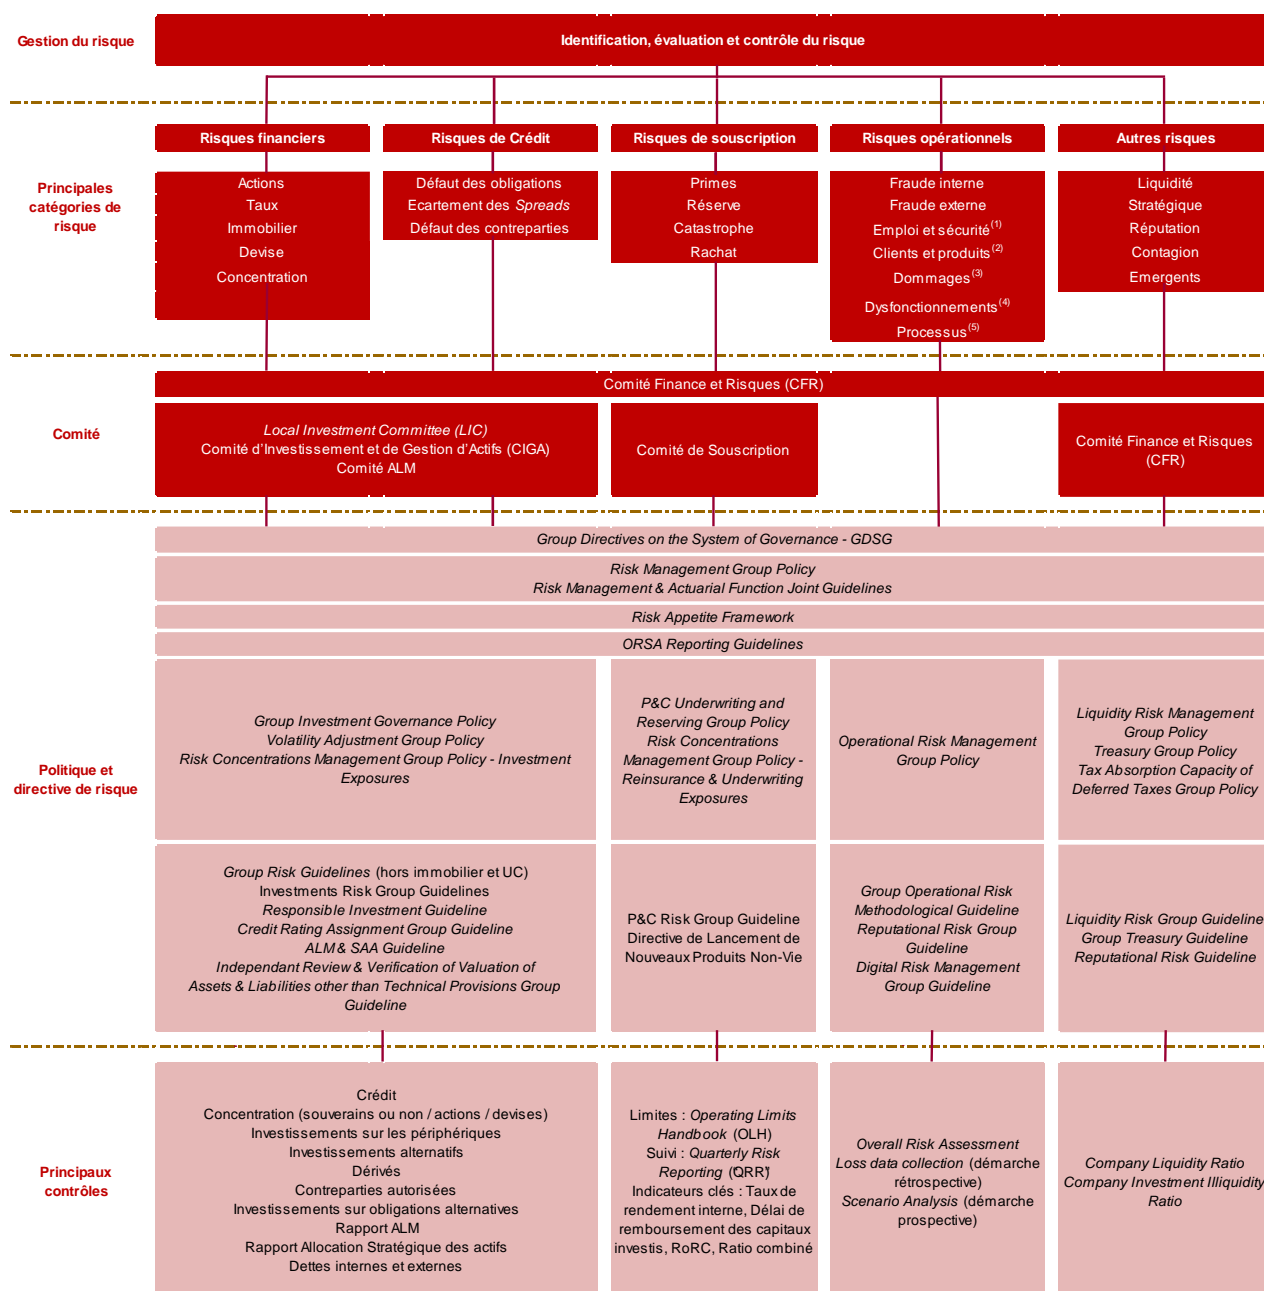 Gestion du risque
Identification, évaluation et contrôle du risque
Principales
catégories de
risque
Risques financiers
Actions
Taux
Immobilier
Devise
Concentration
Risques de Crédit
Défaut des obligations
Ecartement des Spreads
Défaut des contreparties
Risques de souscription
Primes
Réserve
Catastrophe
Rachat
Risques opérationnels
Fraude interne
Fraude externe
Emploi et sécurité(1)
Clients et produits(2)
Dommages(3)
Dysfonctionnements(4)
Processus(5)
Autres risques
Liquidité
Stratégique
Réputation
Contagion
Emergents
Comité
Comité Finance et Risques (CFR)
Local Investment Committee (LIC)
Comité d'Investissement et de Gestion d'Actifs (CIGA)
Comité ALM
Comité de Souscription
Comité Finance et Risques
(CFR)
Politique et
directive de risque
Group Directives on the System of Governance - GDSG
Risk Management Group Policy
Risk Management & Actuarial Function Joint Guidelines
Risk Appetite Framework
ORSA Reporting Guidelines
Group Investment Governance Policy
Volatility Adjustment Group Policy
Risk Concentrations Management Group Policy - Investment
Exposures
P&C Underwriting and
Reserving Group Policy
Risk Concentrations
Management Group Policy -
Reinsurance & Underwriting
Exposures
Operational Risk Management
Group Policy
Liquidity Risk Management
Group Policy
Treasury Group Policy
Tax Absorption Capacity of
Deferred Taxes Group Policy
Group Risk Guidelines (hors immobilier et UC)
Investments Risk Group Guidelines
Responsible Investment Guideline
Credit Rating Assignment Group Guideline
ALM & SAA Guideline
Independant Review & Verification of Valuation of
Assets & Liabilities other than Technical Provisions Group
Guideline
P&C Risk Group Guideline
Directive de Lancement de
Nouveaux Produits Non-Vie
Group Operational Risk
Methodological Guideline
Reputational Risk Group
Guideline
Digital Risk Management
Group Guideline
Liquidity Risk Group Guideline
Group Treasury Guideline
Reputational Risk Guideline
Principaux
contrôles
Crédit
Concentration (souverains ou non / actions / devises)
Investissements sur les périphériques
Investissements alternatifs
Dérivés
Contreparties autorisées
Investissements sur obligations alternatives
Rapport ALM
Rapport Allocation Stratégique des actifs
Dettes internes et externes
Limites : Operating Limits
Handbook (OLH)
Suivi : Quarterly Risk
Reporting ("QRR")
Indicateurs clés : Taux de
rendement interne, Délai de
remboursement des capitaux
investis, RoRC, Ratio combiné
Overall Risk Assessment
Loss data collection (démarche
rétrospective)
Scenario Analysis (démarche
prospective)
Company Liquidity Ratio
Company Investment Illiquidity
Ratio